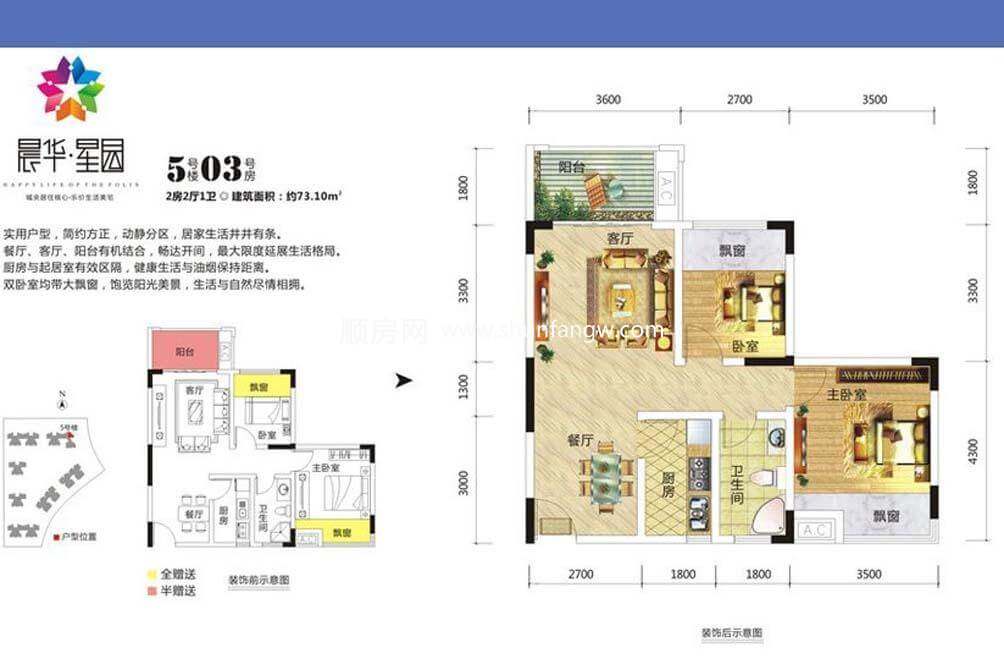 晨华·星园
HAPPY LIFE OF THE FOLIS
城央居住核心·乐价生活美宅
5号楼03号房
2房2厅1卫 ◎ 建筑面积：约73.10m²
实用户型，简约方正，动静分区，居家生活井井有条。
餐厅、客厅、阳台有机结合，畅达开间，最大限度延展生活格局。
厨房与起居室有效区隔，健康生活与油烟保持距离。
双卧室均带大飘窗，饱览阳光美景，生活与自然尽情相拥。
阳台
A.C
客厅
飘窗
卧室
主卧室
餐厅
厨房
卫生间
飘窗
A.C
N
5号楼
户型位置
全赠送
半赠送
装饰前示意图
3600
2700
3500
1800
3300
1300
3000
阳台
A.C
客厅
飘窗
卧室
主卧室
餐厅
厨房
卫生间
飘窗
A.C
1800
3300
4300
2700
1800
1800
3500
装饰后示意图
顺房网 www.shunfangw.com